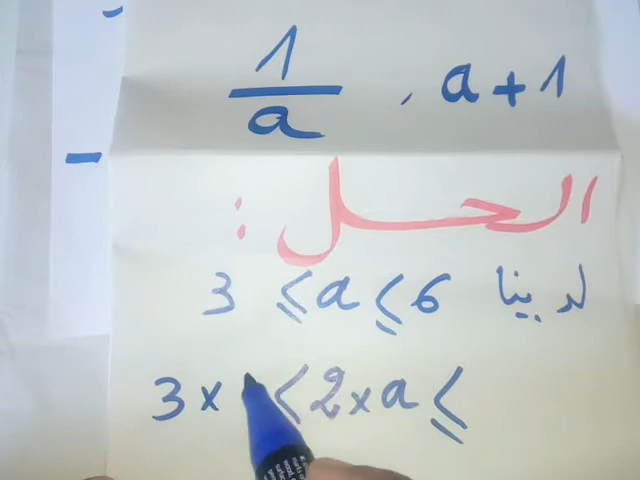 1/a , a+1
الحل :
لدينا 3 ≤ a ≤ 6
3 × ≤ 2 × a ≤